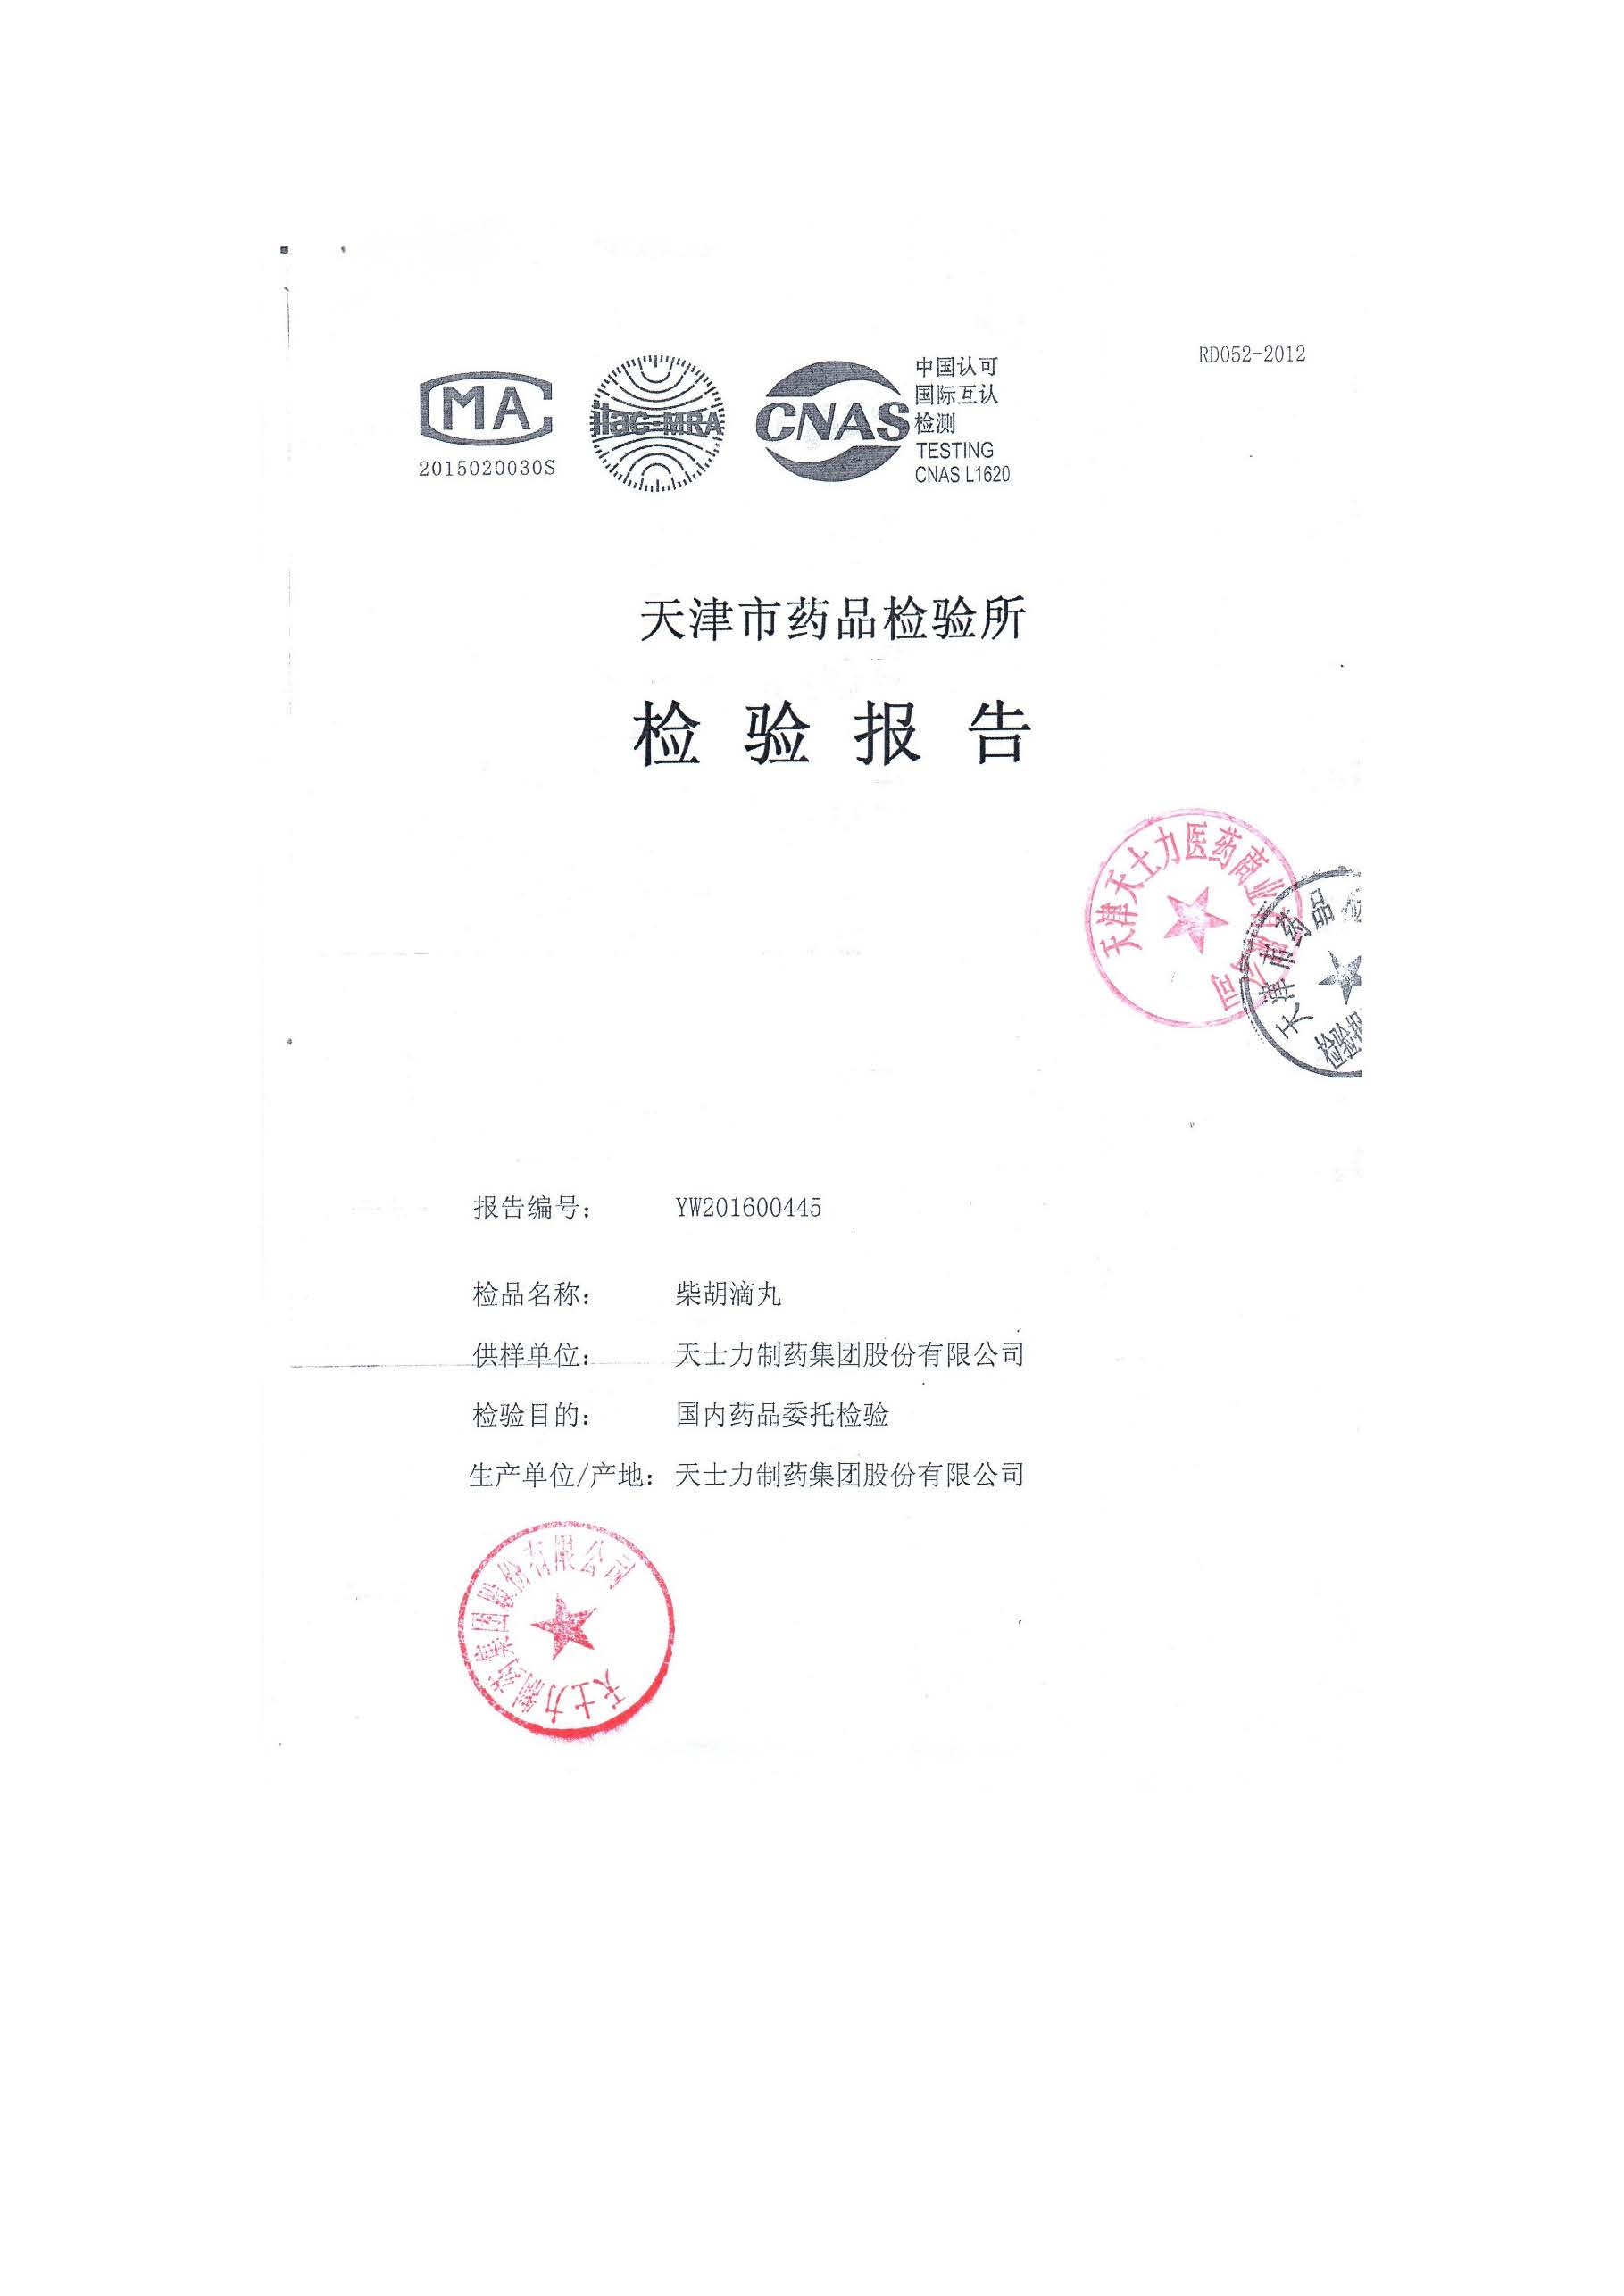 RD052-2012
MA
2015020030S
ilac-MRA
CNAS
中国认可
国际互认
检测
TESTING
CNAS L1620
天津市药品检验所
检验报告
天津天士力医药商业有限公司
天津市药品检
检验报
报告编号： YW201600445
检品名称： 柴胡滴丸
供样单位： 天士力制药集团股份有限公司
检验目的： 国内药品委托检验
生产单位/产地： 天士力制药集团股份有限公司
天士力制药集团股份有限公司